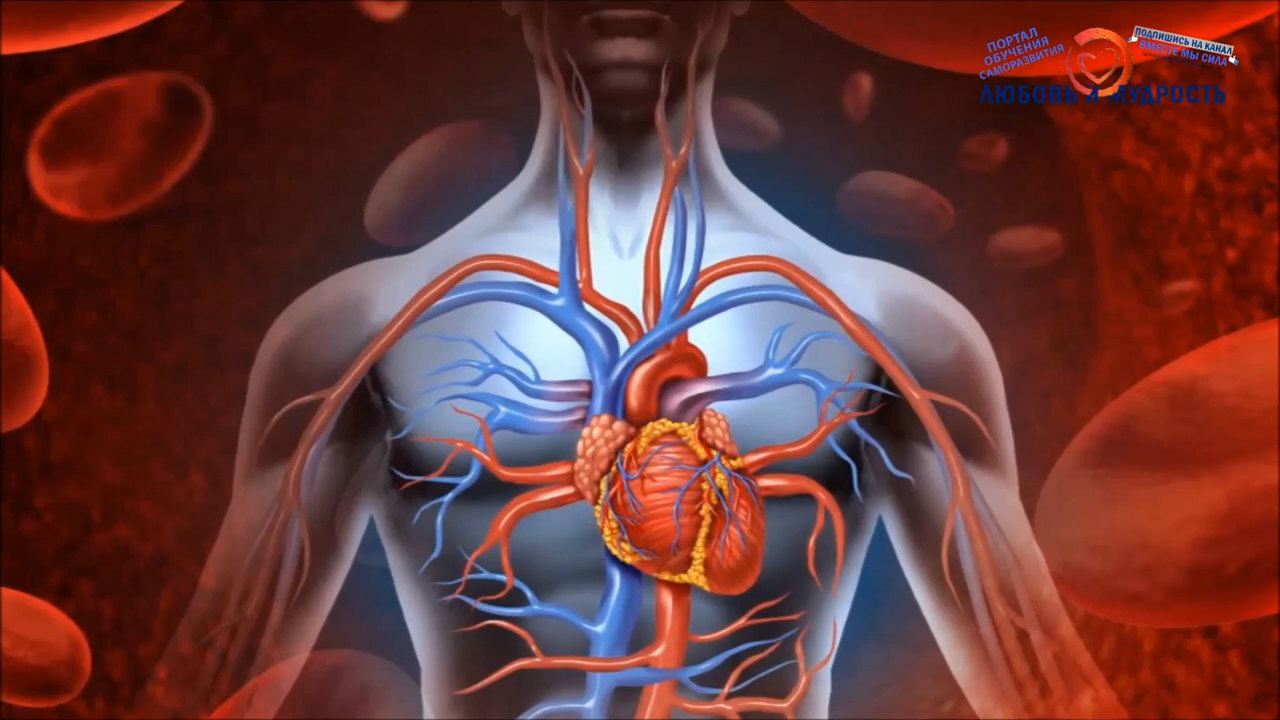 ПОРТАЛ
ОБУЧЕНИЯ
САМОРАЗВИТИЯ
ПОДПИШИСЬ НА КАНАЛ
ВМЕСТЕ МЫ СИЛА
ЛЮБОВЬ И МУДРОСТЬ